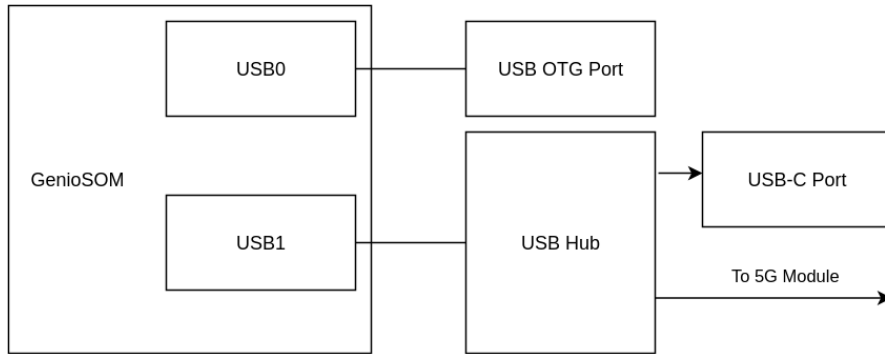 USB0
USB OTG Port
GenioSOM
USB-C Port
USB1
USB Hub
To 5G Module